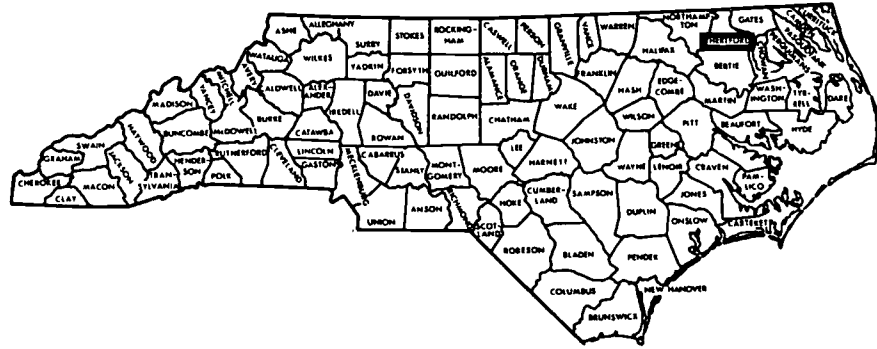 ASHE
ALLEGHANY
SURRY
STOKES
ROCKING-
HAM
CASWELL
PERSON
GRANVILLE
VANCE
WARREN
NORTHAMP
TON
GATES
HERTFORD
CURRITUCK
CAMDEN
PASQUOTANK
PERQUIMANS
CHOWAN
HALIFAX
BERTIE
WATAUGA
WILKES
YADKIN
FORSYTH
GUILFORD
ALAMANCE
ORANGE
DURHAM
FRANKLIN
NASH
EDGE-
COMBE
MARTIN
WASH-
INGTON
TYR-
RELL
DARE
MITCHELL
AVERY
CALDWELL
ALEX-
ANDER
IREDELL
DAVIE
DAVIDSON
RANDOLPH
CHATHAM
WAKE
WILSON
PITT
BEAUFORT
HYDE
MADISON
YANCEY
BURKE
CATAWBA
ROWAN
JOHNSTON
GREENE
SWAIN
HAYWOOD
BUNCOMBE
McDOWELL
LINCOLN
CABARRUS
MONT-
GOMERY
MOORE
LEE
HARNETT
WAYNE
LENOIR
CRAVEN
PAM-
LICO
GRAHAM
CHEROKEE
CLAY
MACON
JACKSON
TRAN-
SYLVANIA
HENDER-
SON
POLK
RUTHERFORD
CLEVELAND
GASTON
MECKLENBURG
STANLY
UNION
ANSON
RICHMOND
SCOT-
LAND
HOKE
CUMBER-
LAND
SAMPSON
DUPLIN
JONES
ONSLOW
CARTERET
ROBESON
BLADEN
PENDER
COLUMBUS
NEW HANOVER
BRUNSWICK